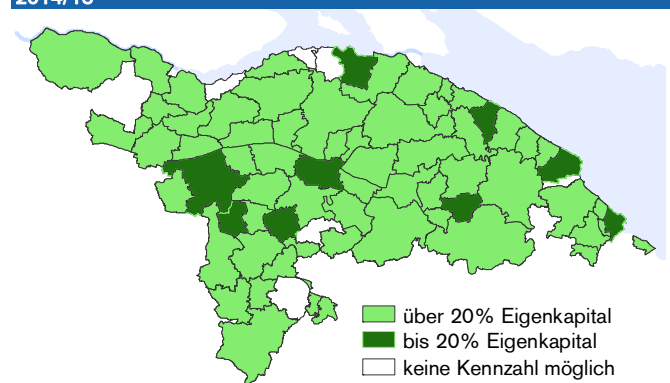 über 20% Eigenkapital
bis 20% Eigenkapital
keine Kennzahl möglich